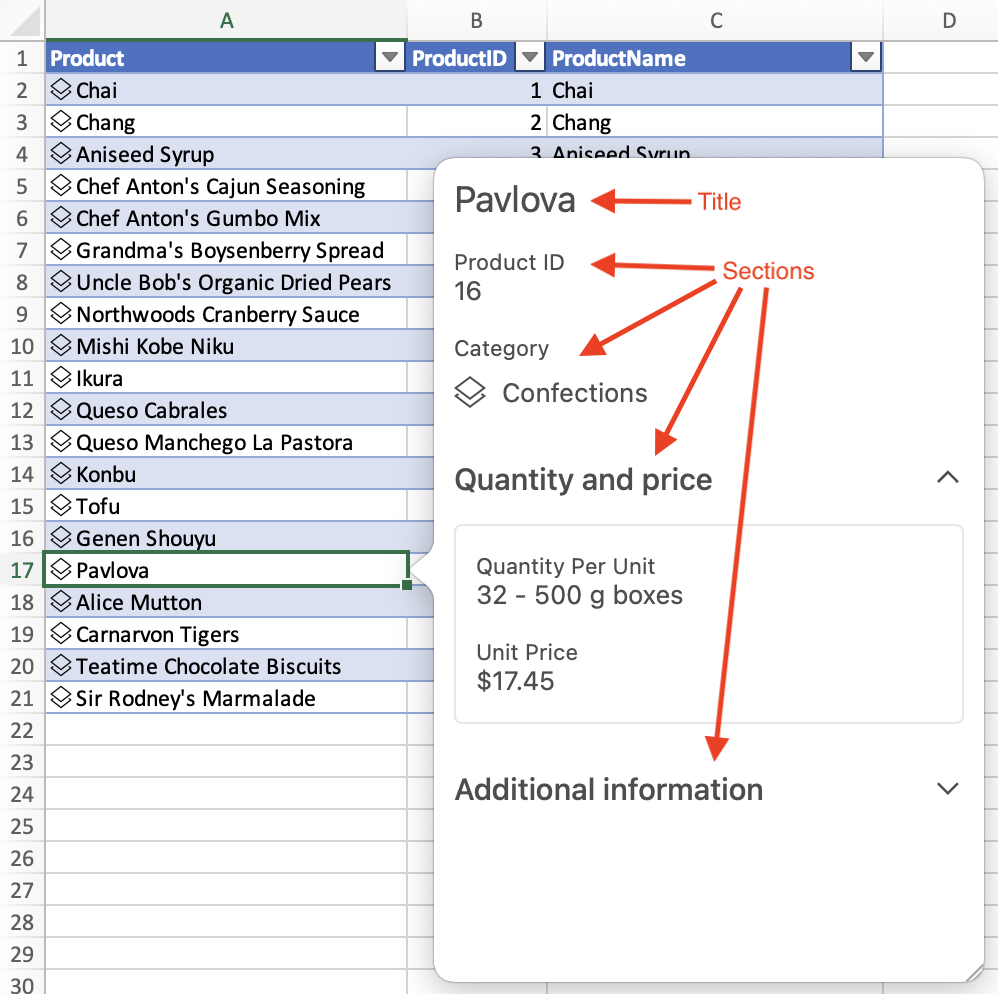 A B C D
1 Product ProductID ProductName
2 Chai 1 Chai
3 Chang 2 Chang
4 Aniseed Syrup 3 Aniseed Syrup
5 Chef Anton's Cajun Seasoning
6 Chef Anton's Gumbo Mix
7 Grandma's Boysenberry Spread
8 Uncle Bob's Organic Dried Pears
9 Northwoods Cranberry Sauce
10 Mishi Kobe Niku
11 Ikura
12 Queso Cabrales
13 Queso Manchego La Pastora
14 Konbu
15 Tofu
16 Genen Shouyu
17 Pavlova
18 Alice Mutton
19 Carnarvon Tigers
20 Teatime Chocolate Biscuits
21 Sir Rodney's Marmalade
22
23
24
25
26
27
28
29
30
Pavlova Title
Product ID Sections
16
Category
Confections
Quantity and price
Quantity Per Unit
32 - 500 g boxes
Unit Price
$17.45
Additional information